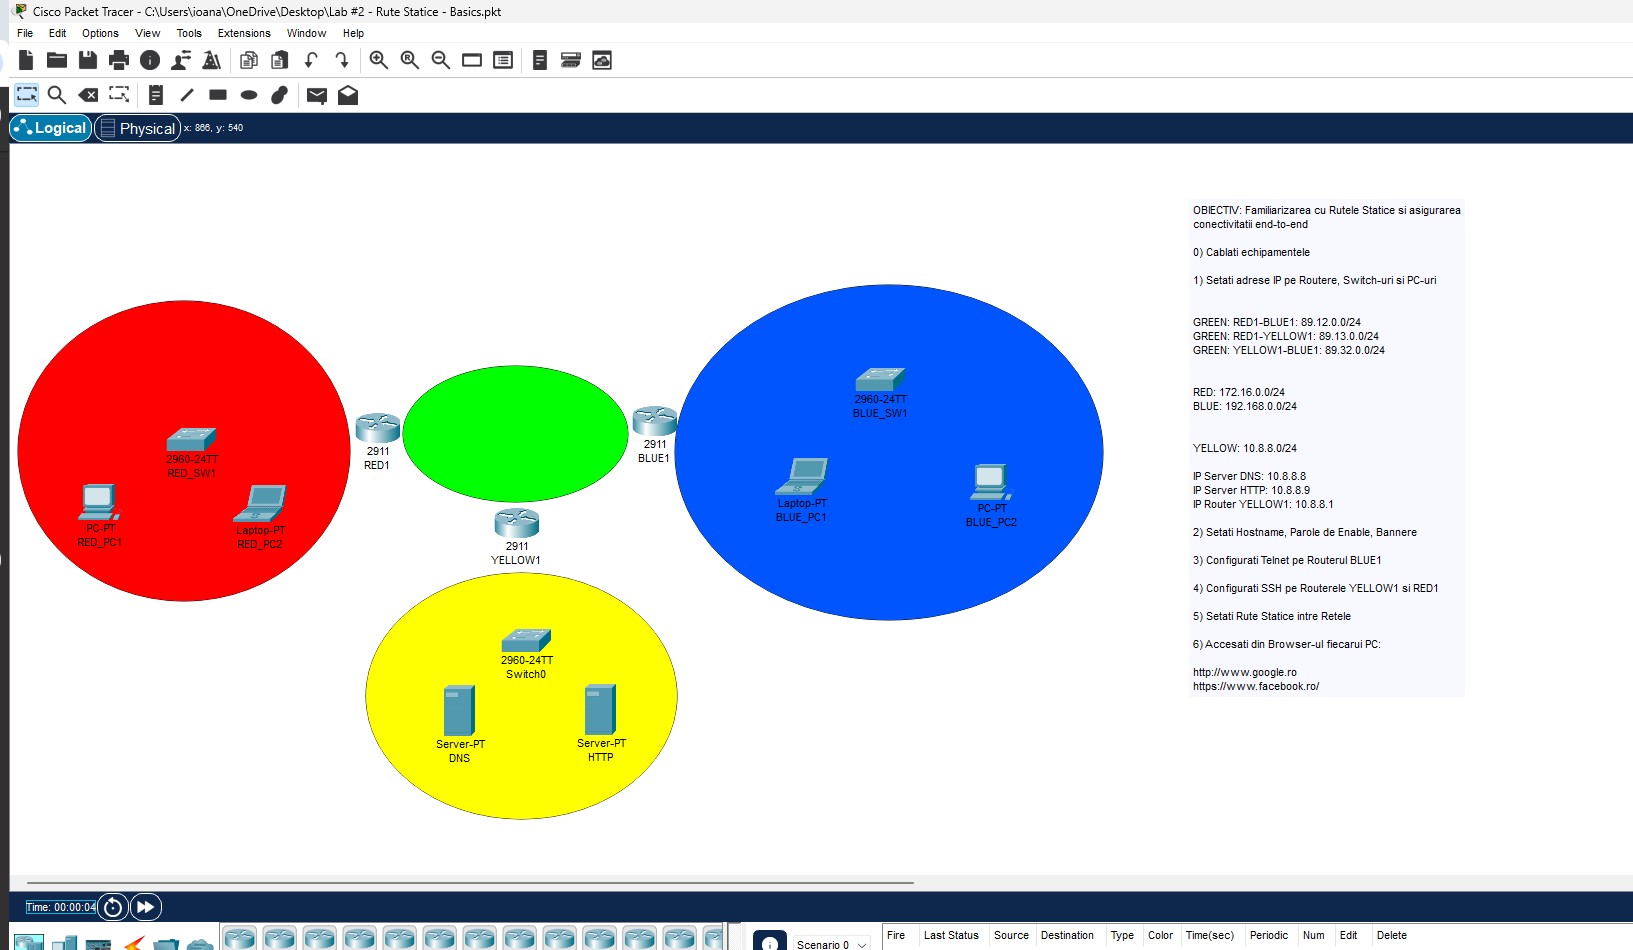 Cisco Packet Tracer - C:\Users\ioana\OneDrive\Desktop\Lab #2 - Rute Statice - Basics.pkt
File Edit Options View Tools Extensions Window Help
Logical Physical x: 866, y: 540
OBIECTIV: Familiarizarea cu Rutele Statice si asigurarea
conectivitatii end-to-end
0) Cablati echipamentele
1) Setati adrese IP pe Routere, Switch-uri si PC-uri
GREEN: RED1-BLUE1: 89.12.0.0/24
GREEN: RED1-YELLOW1: 89.13.0.0/24
GREEN: YELLOW1-BLUE1: 89.32.0.0/24
RED: 172.16.0.0/24
BLUE: 192.168.0.0/24
YELLOW: 10.8.8.0/24
IP Server DNS: 10.8.8.8
IP Server HTTP: 10.8.8.9
IP Router YELLOW1: 10.8.8.1
2) Setati Hostname, Parole de Enable, Bannere
3) Configurati Telnet pe Routerul BLUE1
4) Configurati SSH pe Routerele YELLOW1 si RED1
5) Setati Rute Statice intre Retele
6) Accesati din Browser-ul fiecarui PC:
http://www.google.ro
https://www.facebook.ro/
2960-24TT
RED_SW1
PC-PT
RED_PC1
Laptop-PT
RED_PC2
2911
RED1
2911
BLUE1
2911
YELLOW1
2960-24TT
BLUE_SW1
Laptop-PT
BLUE_PC1
PC-PT
BLUE_PC2
2960-24TT
Switch0
Server-PT
DNS
Server-PT
HTTP
Time: 00:00:04
Scenario 0
Fire Last Status Source Destination Type Color Time(sec) Periodic Num Edit Delete